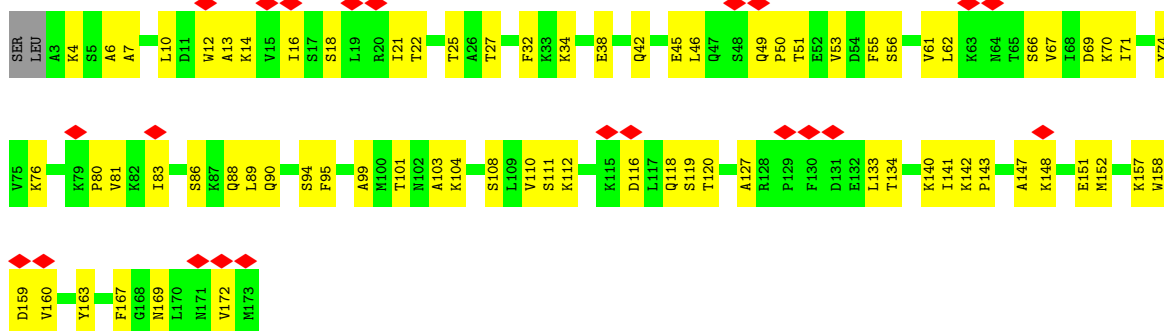 SER LEU A3 K4 S5 A6 A7 L10 D11 W12 A13 K14 V15 I16 S17 S18 L19 R20 I21 T22 T25 A26 T27 F32 K33 K34 E38 Q42 E45 L46 Q47 S48 Q49 P50 T51 E52 V53 D54 F55 S56 V61 L62 K63 N64 T65 S66 V67 I68 D69 K70 I71 Y74
V75 K76 K79 P80 V81 K82 I83 S86 K87 Q88 L89 Q90 S94 F95 A99 M100 T101 N102 A103 K104 S108 L109 V110 S111 K112 K115 D116 L117 Q118 S119 T120 A127 R128 P129 F130 D131 E132 L133 T134 K140 I141 K142 P143 A147 K148 E151 M152 K157 W158
D159 V160 Y163 F167 G168 N169 L170 N171 V172 M173